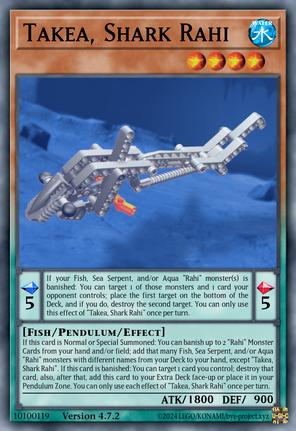 Takea, Shark Rahi
WATER
水
If your Fish, Sea Serpent, and/or Aqua "Rahi" monster(s) is
banished: You can target 1 of those monsters and 1 card your
opponent controls; place the first target on the bottom of the
Deck, and if you do, destroy the second target. You can only use
this effect of "Takea, Shark Rahi" once per turn.
5
5
[Fish/Pendulum/Effect]
If this card is Normal or Special Summoned: You can banish up to 2 "Rahi" Monster
Cards from your hand and/or field; add that many Fish, Sea Serpent, and/or Aqua
"Rahi" monsters with different names from your Deck to your hand, except "Takea,
Shark Rahi". If this card is banished: You can target 1 card you control; destroy that
card, also, after that, add this card to your Extra Deck face-up or place it in your
Pendulum Zone. You can only use each effect of "Takea, Shark Rahi" once per turn.
ATK/1800 DEF/ 900
10100119 Version 4.7.2 ©2024 LEGO/KONAMI/bye-project.xyz